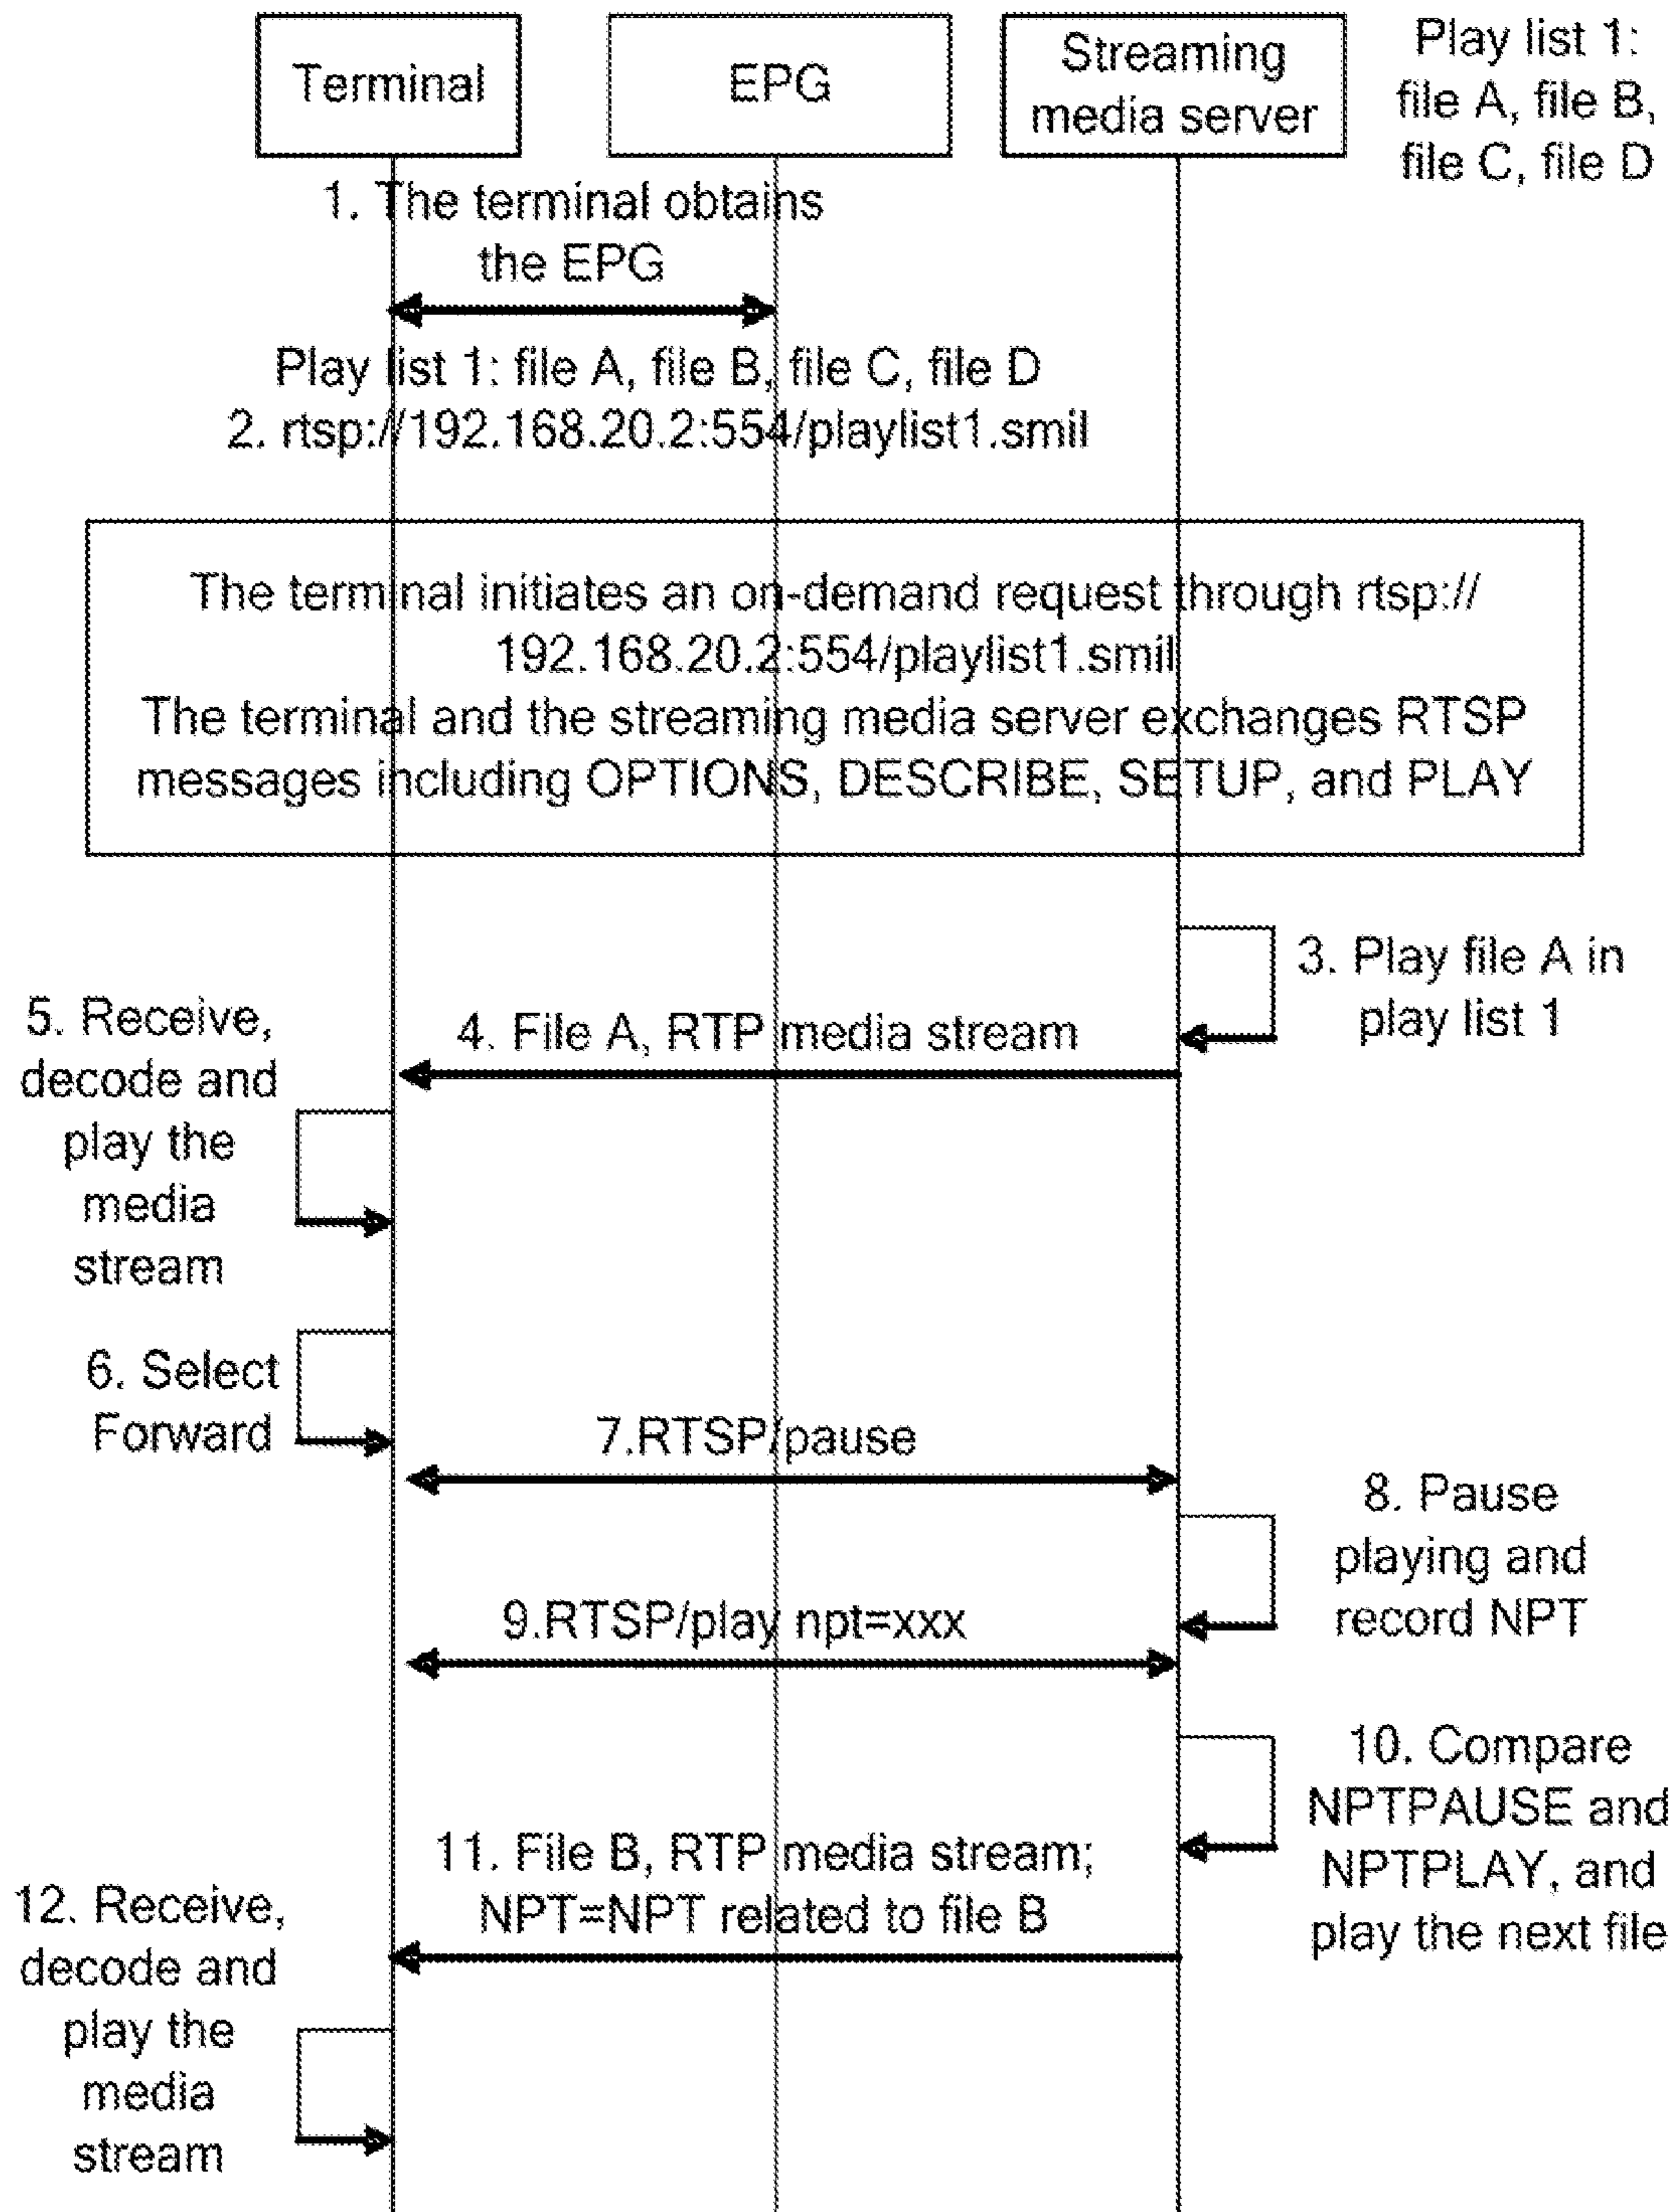 Terminal
EPG
Streaming
media server
Play list 1:
file A, file B,
file C, file D
1. The terminal obtains
the EPG
Play list 1: file A, file B, file C, file D
2. rtsp://192.168.20.2:554/playlist1.smil
The terminal initiates an on-demand request through rtsp://
192.168.20.2:554/playlist1.smil
The terminal and the streaming media server exchanges RTSP
messages including OPTIONS, DESCRIBE, SETUP, and PLAY
3. Play file A in
play list 1
4. File A, RTP media stream
5. Receive,
decode and
play the
media
stream
6. Select
Forward
7.RTSP/pause
8. Pause
playing and
record NPT
9.RTSP/play npt=xxx
10. Compare
NPTPAUSE and
NPTPLAY, and
play the next file
11. File B, RTP media stream;
NPT=NPT related to file B
12. Receive,
decode and
play the
media
stream